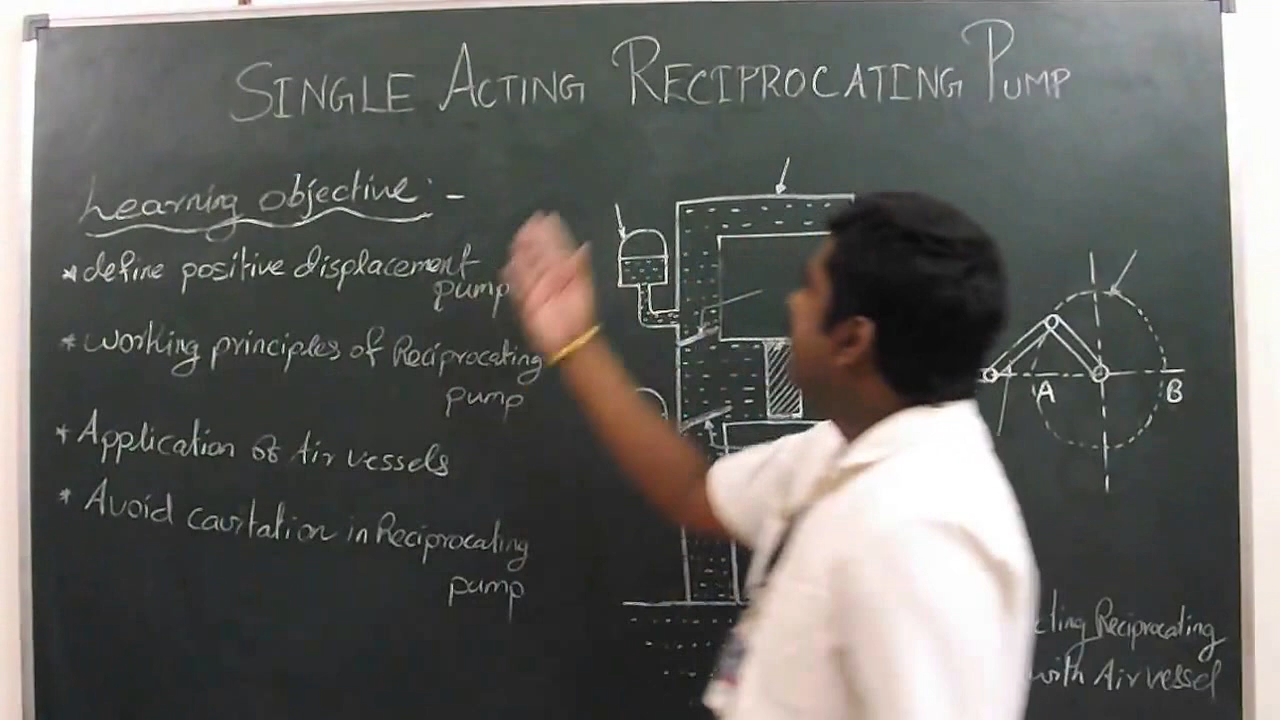 SINGLE ACTING RECIPROCATING PUMP
Learning objective:-
* define positive displacement
pump
* working principles of Reciprocating
pump
* Application of Air vessels
* Avoid cavitation in Reciprocating
pump
A
B
cting Reciprocating
with Air vessel